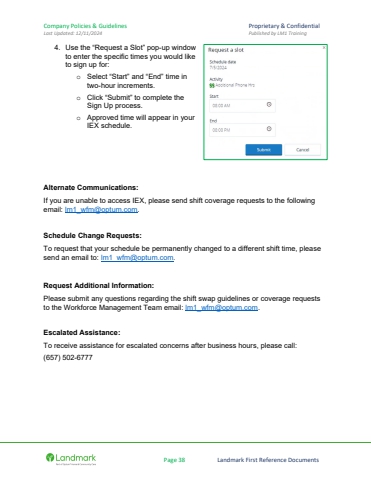 Company Policies & Guidelines
Proprietary & Confidential
Last Updated: 12/11/2024
Published by LMS Training
4. Use the "Request a Slot" pop-up window
to enter the specific times you would like
to sign up for:
o Select "Start" and "End" time in
two-hour increments.
o Click "Submit" to complete the
Sign Up process.
o Approved time will appear in your
IEX schedule.
Request a slot
Schedule date
7/7/2024
Activity
Additional Phone Hrs
Start
00:00 AM
End
00:00 PM
Submit
Cancel
Alternate Communications:
If you are unable to access IEX, please send shift coverage requests to the following
email: lm1_wfm@optum.com.
Schedule Change Requests:
To request that your schedule be permanently changed to a different shift time, please
send an email to: lm1_wfm@optum.com.
Request Additional Information:
Please submit any questions regarding the shift swap guidelines or coverage requests
to the Workforce Management Team email: lm1_wfm@optum.com.
Escalated Assistance:
To receive assistance for escalated concerns after business hours, please call:
(657) 502-6777
Landmark
Page 38
Landmark First Reference Documents